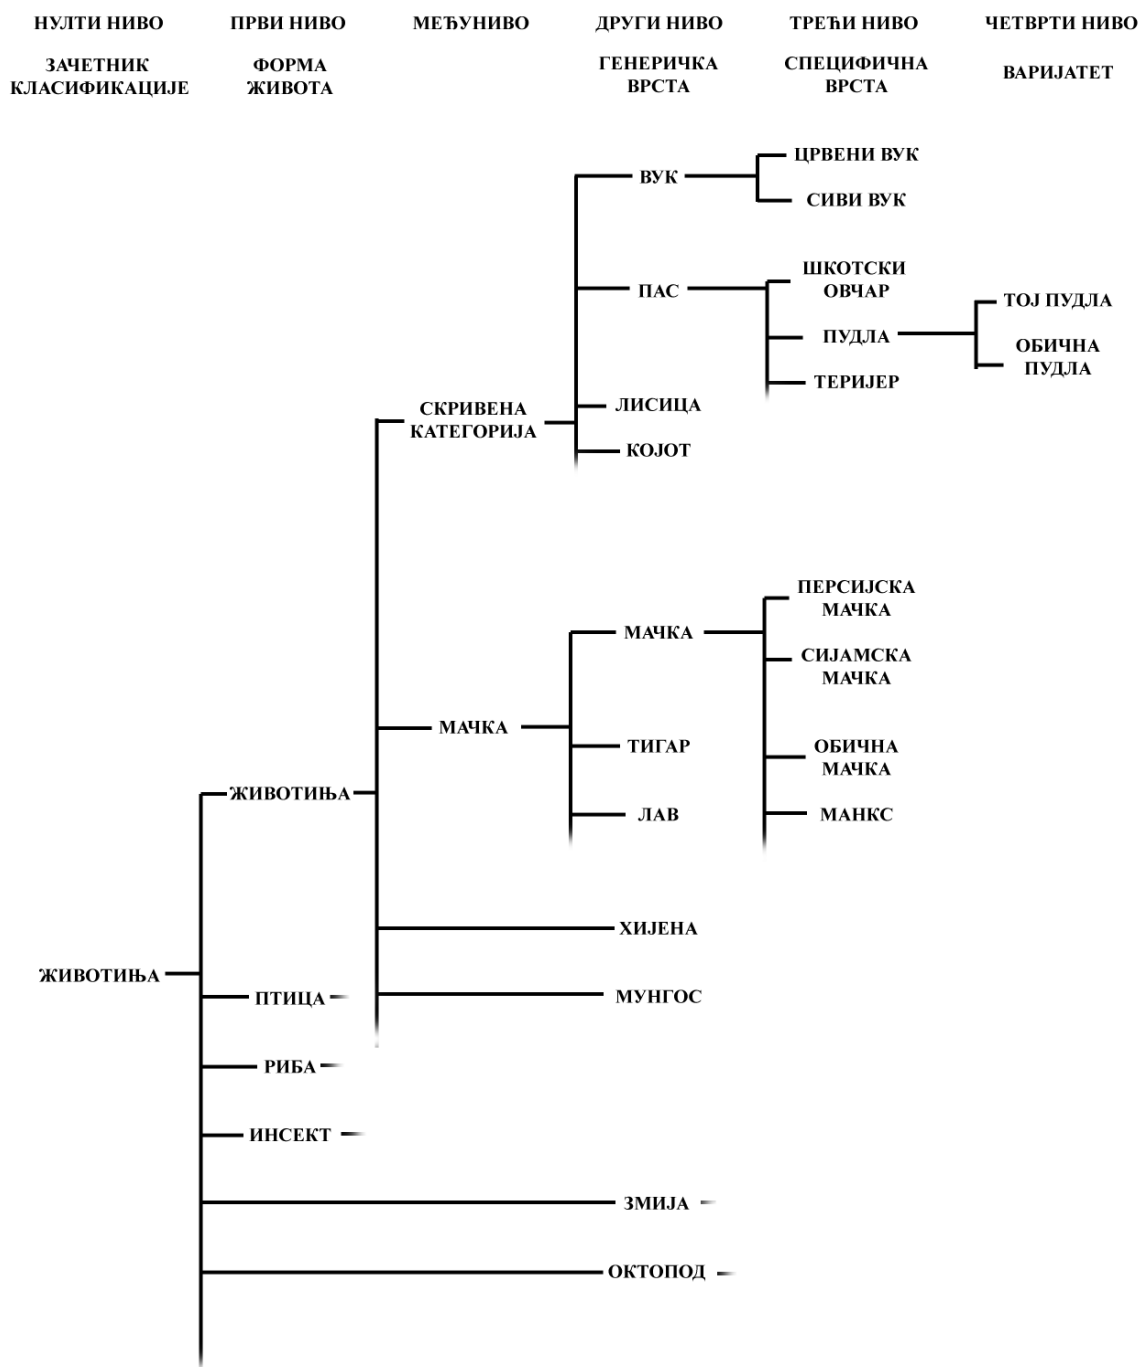 НУЛТИ НИВО
ПРВИ НИВО
МЕЂУНИВО
ДРУГИ НИВО
ТРЕЋИ НИВО
ЧЕТВРТИ НИВО
ЗАЧЕТНИК
КЛАСИФИКАЦИЈЕ
ФОРМА
ЖИВОТА
ГЕНЕРИЧКА
ВРСТА
СПЕЦИФИЧНА
ВРСТА
ВАРИЈАТЕТ
ЦРВЕНИ ВУК
ВУК
СИВИ ВУК
ШКОТСКИ
ОВЧАР
ПАС
ТОЈ ПУДЛА
ПУДЛА
ОБИЧНА
ПУДЛА
ТЕРИЈЕР
ЛИСИЦА
СКРИВЕНА
КАТЕГОРИЈА
КОЈОТ
ПЕРСИЈСКА
МАЧКА
МАЧКА
СИЈАМСКА
МАЧКА
МАЧКА
ТИГАР
ОБИЧНА
МАЧКА
ЖИВОТИЊА
ЛАВ
МАНКС
ХИЈЕНА
ЖИВОТИЊА
ПТИЦА
МУНГОС
РИБА
ИНСЕКТ
ЗМИЈА
ОКТОПОД